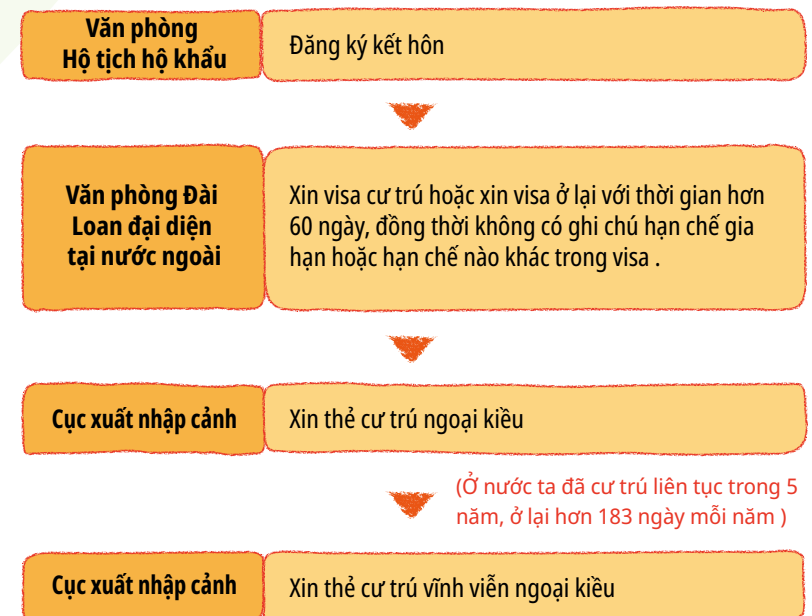 Văn phòng
Hộ tịch hộ khẩu
Đăng ký kết hôn
Văn phòng Đài
Loan đại diện
tại nước ngoài
Xin visa cư trú hoặc xin visa ở lại với thời gian hơn
60 ngày, đồng thời không có ghi chú hạn chế gia
hạn hoặc hạn chế nào khác trong visa .
Cục xuất nhập cảnh
Xin thẻ cư trú ngoại kiều
(Ở nước ta đã cư trú liên tục trong 5
năm, ở lại hơn 183 ngày mỗi năm )
Cục xuất nhập cảnh
Xin thẻ cư trú vĩnh viễn ngoại kiều